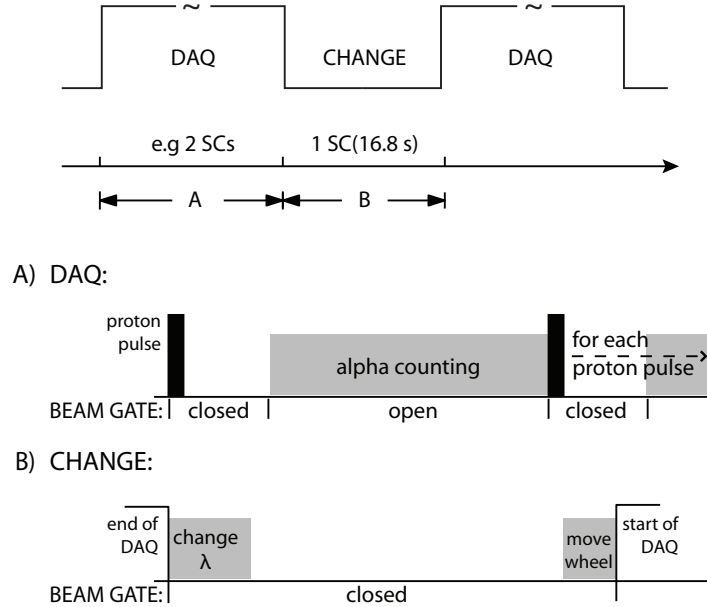 ~ ~
DAQ CHANGE DAQ
e.g 2 SCs 1 SC(16.8 s)
A B
A) DAQ:
proton
pulse
alpha counting
for each
proton pulse
BEAM GATE: closed open closed
B) CHANGE:
end of
DAQ
change
λ
move
wheel
start of
DAQ
BEAM GATE: closed